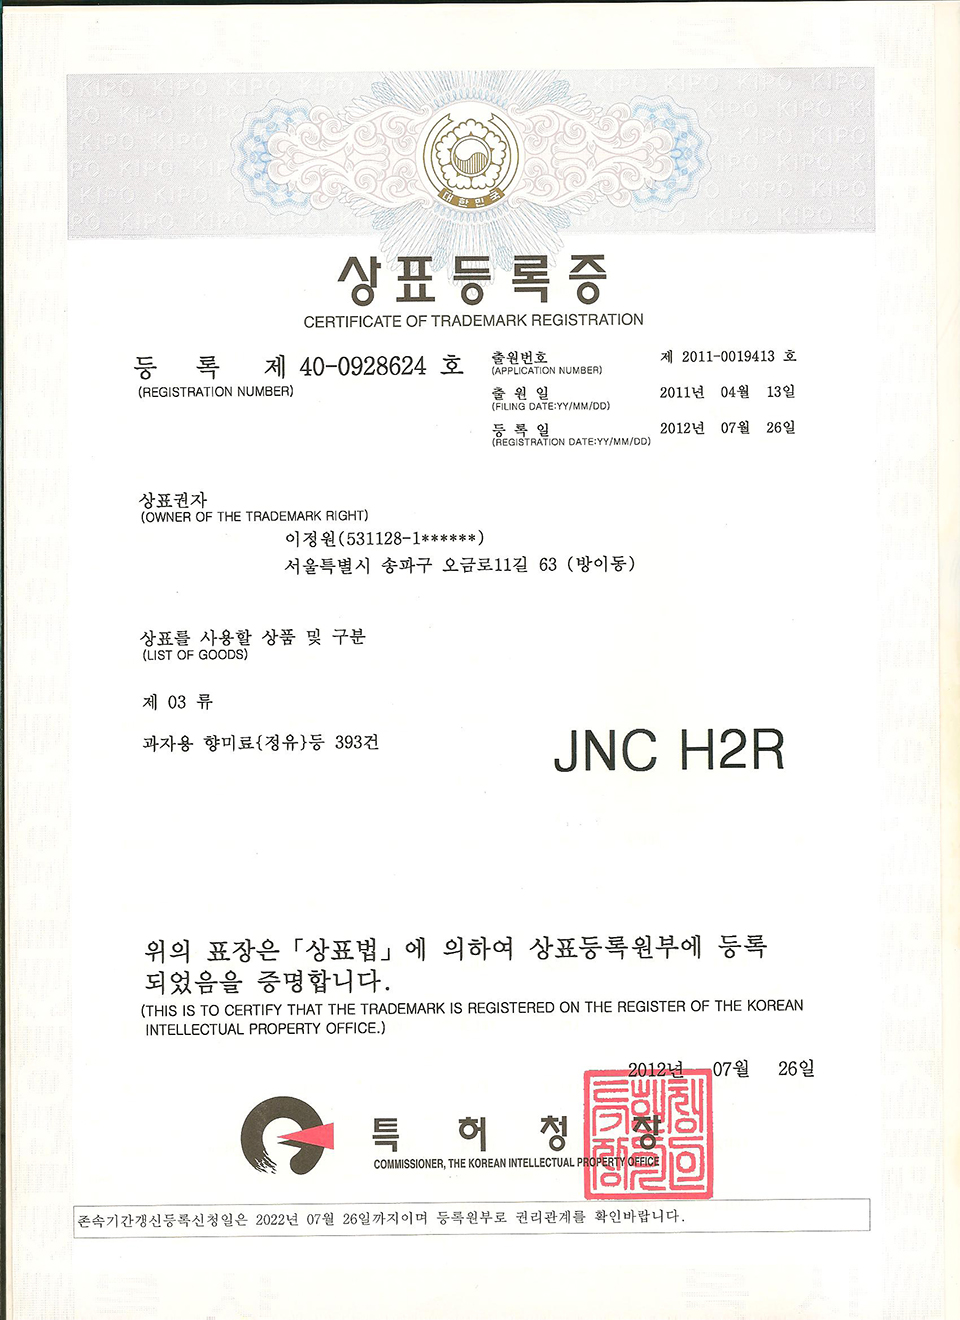 대한민국
상표등록증
CERTIFICATE OF TRADEMARK REGISTRATION
등 록 제 40-0928624 호
(REGISTRATION NUMBER)
출원번호 제 2011-0019413 호
(APPLICATION NUMBER)
출 원 일 2011년 04월 13일
(FILING DATE:YY/MM/DD)
등 록 일 2012년 07월 26일
(REGISTRATION DATE:YY/MM/DD)
상표권자
(OWNER OF THE TRADEMARK RIGHT)
이정원(531128-1******)
서울특별시 송파구 오금로11길 63 (방이동)
상표를 사용할 상품 및 구분
(LIST OF GOODS)
제 03 류
과자용 향미료{정유}등 393건
JNC H2R
위의 표장은 「상표법」에 의하여 상표등록원부에 등록
되었음을 증명합니다.
(THIS IS TO CERTIFY THAT THE TRADEMARK IS REGISTERED ON THE REGISTER OF THE KOREAN
INTELLECTUAL PROPERTY OFFICE.)
2012년 07월 26일
특 허 청 장
COMMISSIONER, THE KOREAN INTELLECTUAL PROPERTY OFFICE
존속기간갱신등록신청일은 2022년 07월 26일까지이며 등록원부로 권리관계를 확인바랍니다.